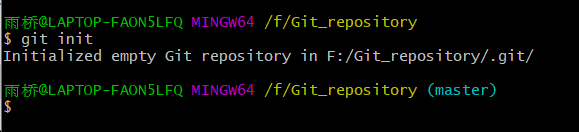 雨桥@LAPTOP-FAON5LFQ MINGW64 /f/Git_repository
$ git init
Initialized empty Git repository in F:/Git_repository/.git/
雨桥@LAPTOP-FAON5LFQ MINGW64 /f/Git_repository (master)
$